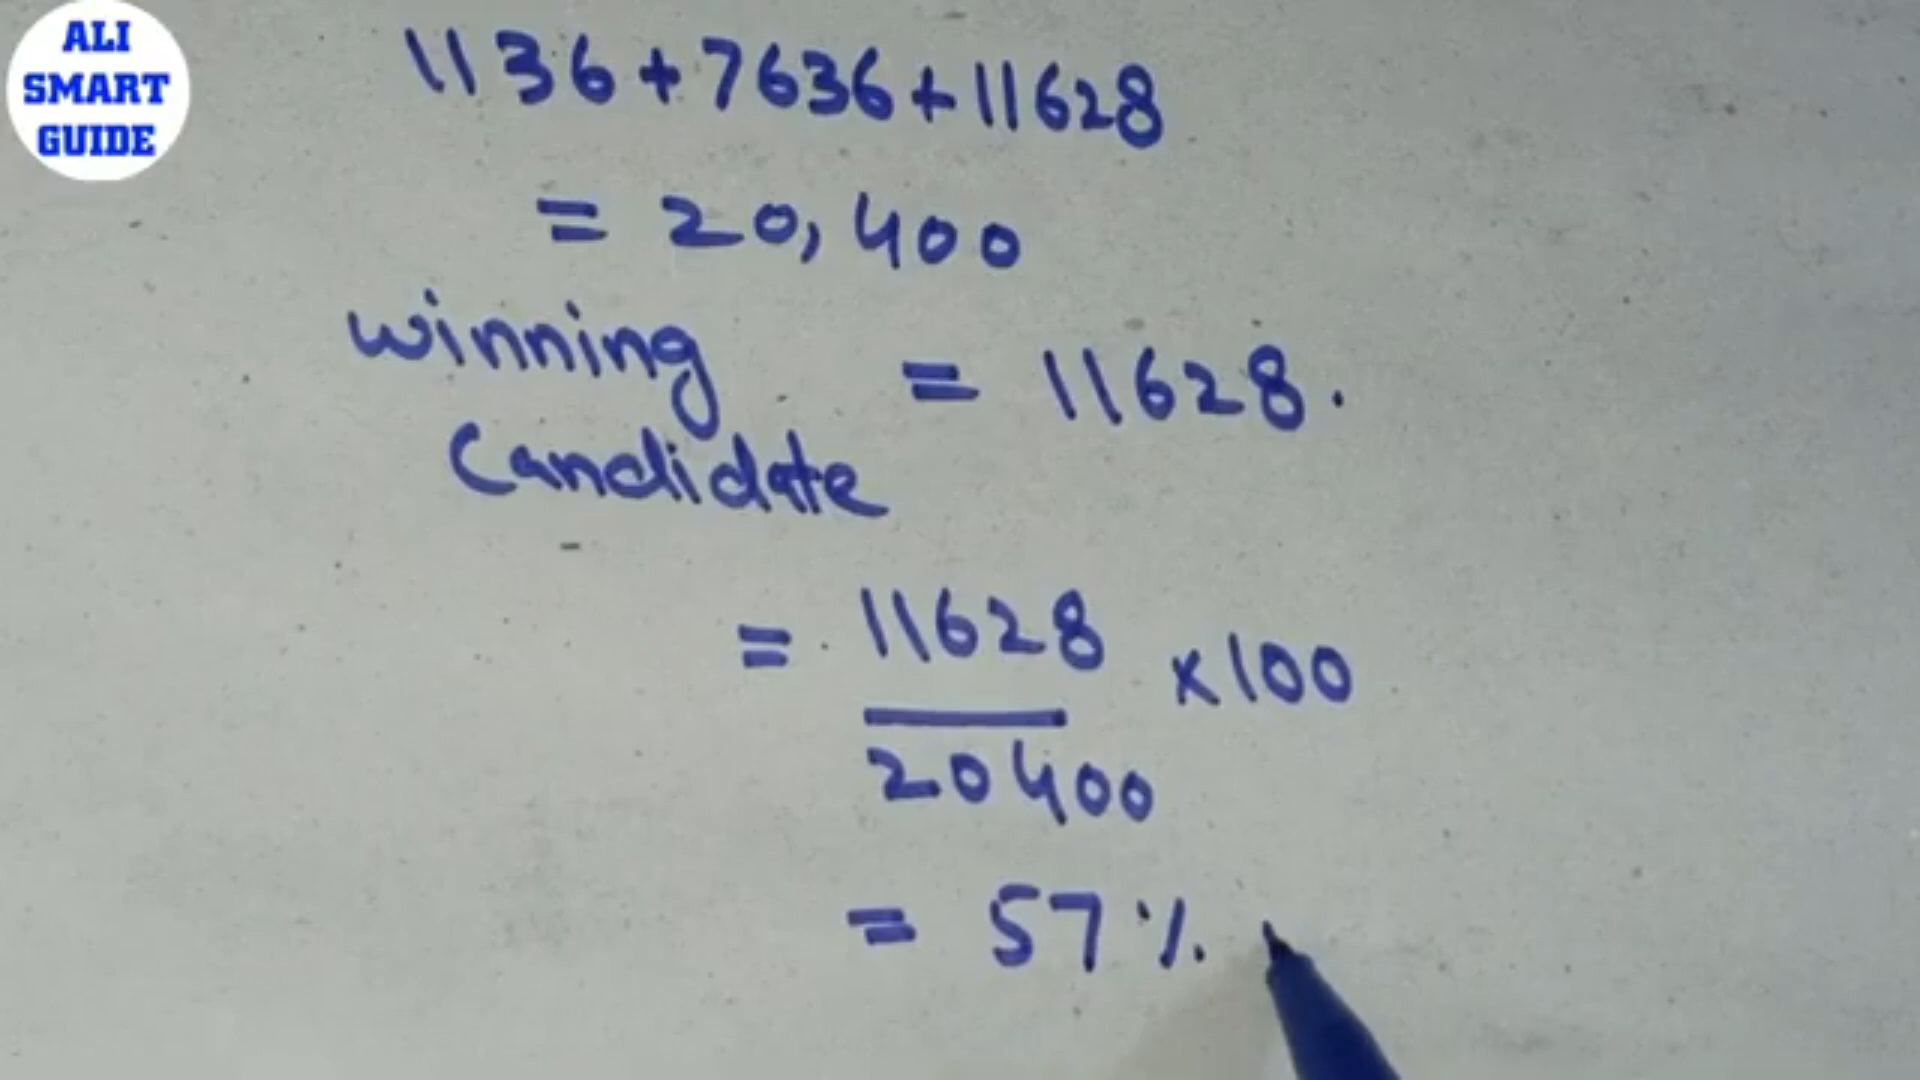 ALI
SMART
GUIDE
1136+7636+11628
= 20,400
winning
Candidate = 11628.
= 11628
20400 ×100
= 57%